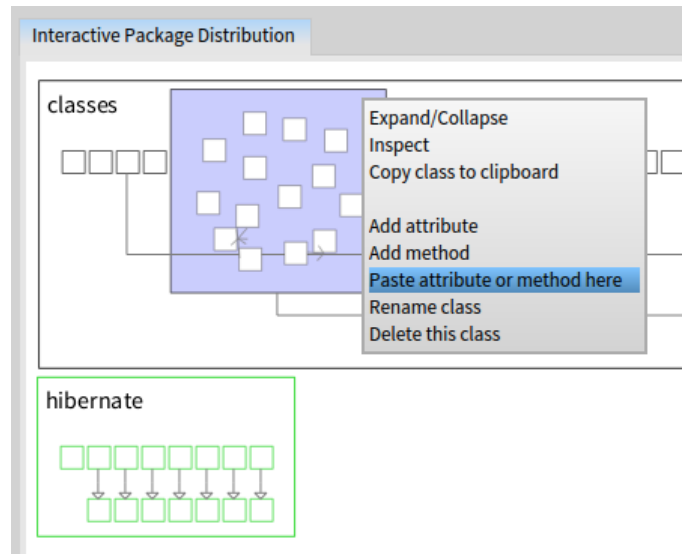 Interactive Package Distribution
classes
Expand/Collapse
Inspect
Copy class to clipboard
Add attribute
Add method
Paste attribute or method here
Rename class
Delete this class
hibernate